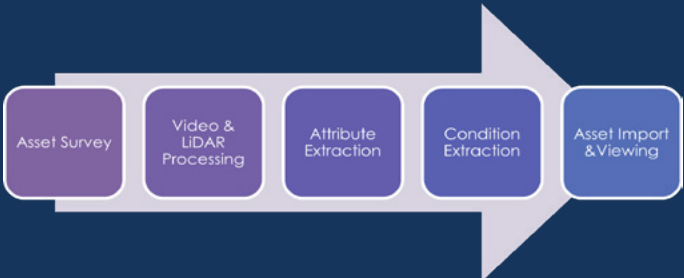 Asset Survey
Video &
LiDAR
Processing
Attribute
Extraction
Condition
Extraction
Asset Import
&Viewing